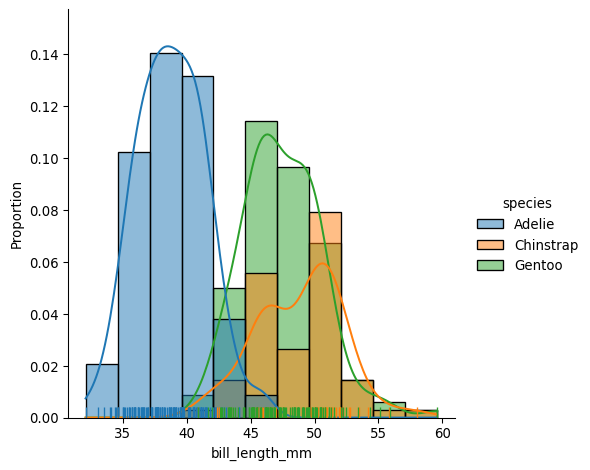 0.14
0.12
0.10
0.08
0.06
0.04
0.02
0.00
Proportion
35 40 45 50 55 60
bill_length_mm
species
Adelie
Chinstrap
Gentoo